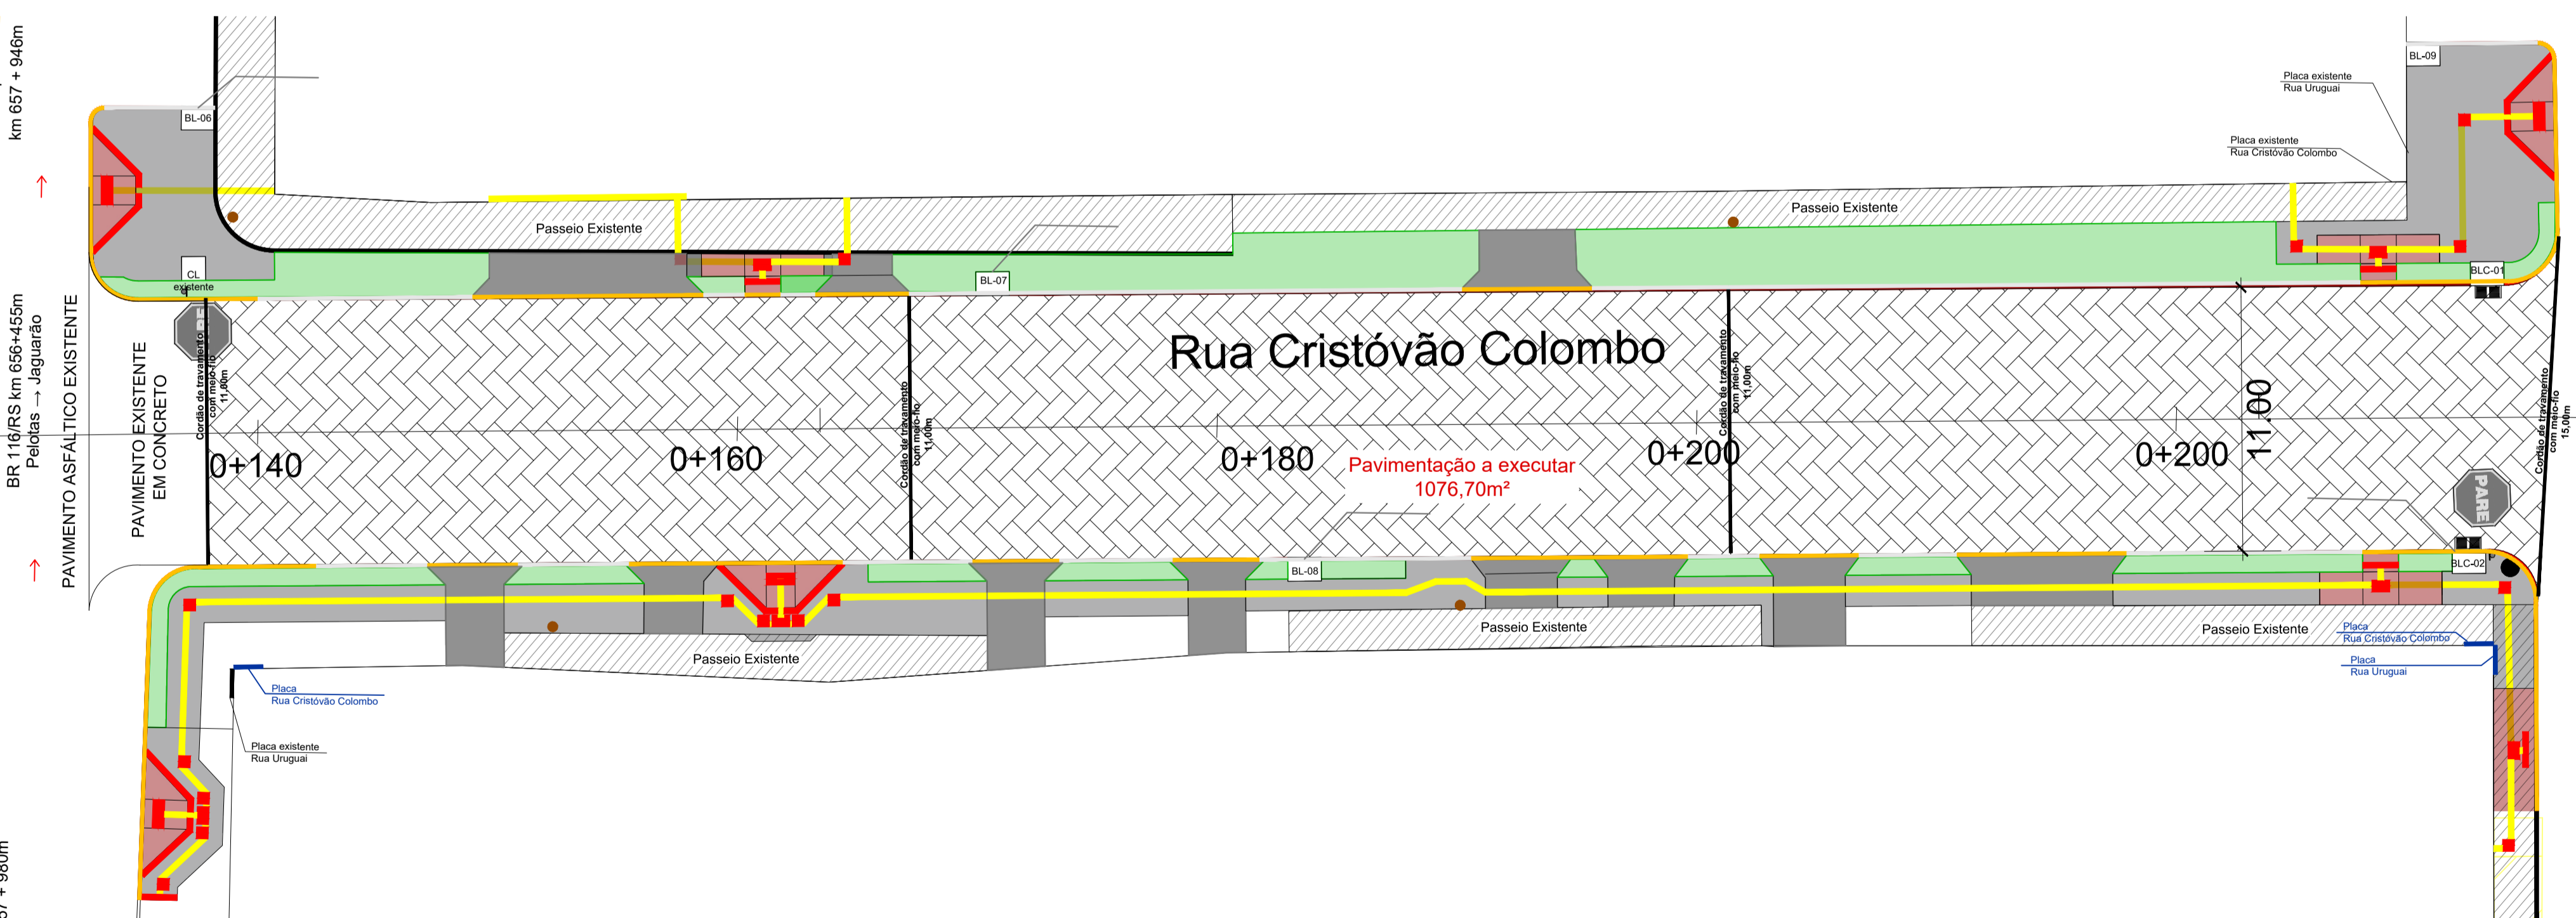 km 657 + 946m
BR 116/RS km 656+455m
Pelotas → Jaguarão
PAVIMENTO ASFÁLTICO EXISTENTE
PAVIMENTO EXISTENTE
EM CONCRETO
BL-06
CL
existente
Cordão de travamento
com meio-fio
11,00m
Passeio Existente
BL-07
Passeio Existente
Placa existente
Rua Uruguai
Placa existente
Rua Cristóvão Colombo
BL-09
BLC-01
Rua Cristóvão Colombo
Cordão de travamento
com meio-fio
11,00m
Cordão de travamento
com meio-fio
11,00m
11.00
Cordão de travamento
com meio-fio
15,00m
0+140
0+160
0+180
0+200
0+200
Pavimentação a executar
1076,70m²
PARE
BL-08
BLC-02
Passeio Existente
Passeio Existente
Passeio Existente
Placa
Rua Cristóvão Colombo
Placa
Rua Uruguai
Placa
Rua Cristóvão Colombo
Placa existente
Rua Uruguai
57 + 980m